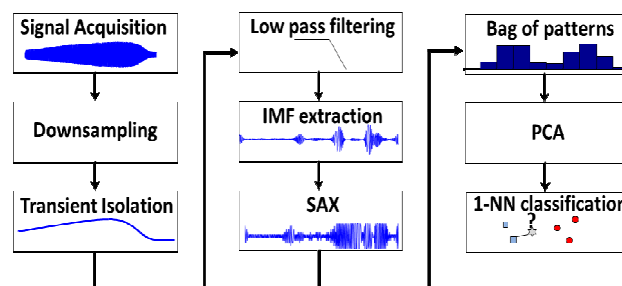 Signal Acquisition
Downsampling
Transient Isolation
Low pass filtering
IMF extraction
SAX
Bag of patterns
PCA
1-NN classification
?